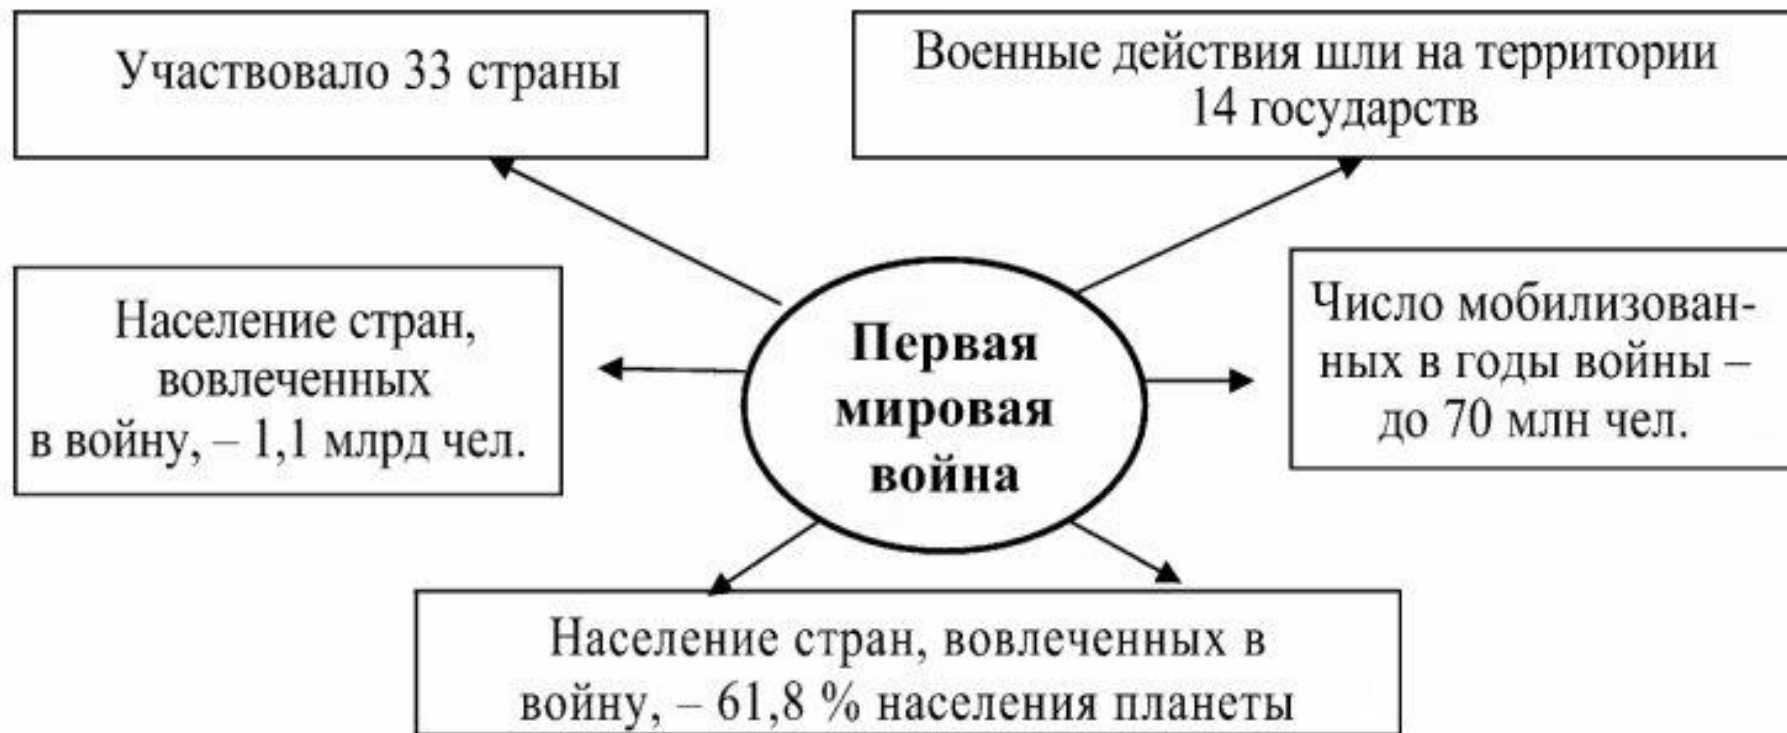 Участвовало 33 страны
Военные действия шли на территории
14 государств
Население стран,
вовлеченных
в войну, – 1,1 млрд чел.
Первая
мировая
война
Число мобилизован-
ных в годы войны –
до 70 млн чел.
Население стран, вовлеченных в
войну, – 61,8 % населения планеты